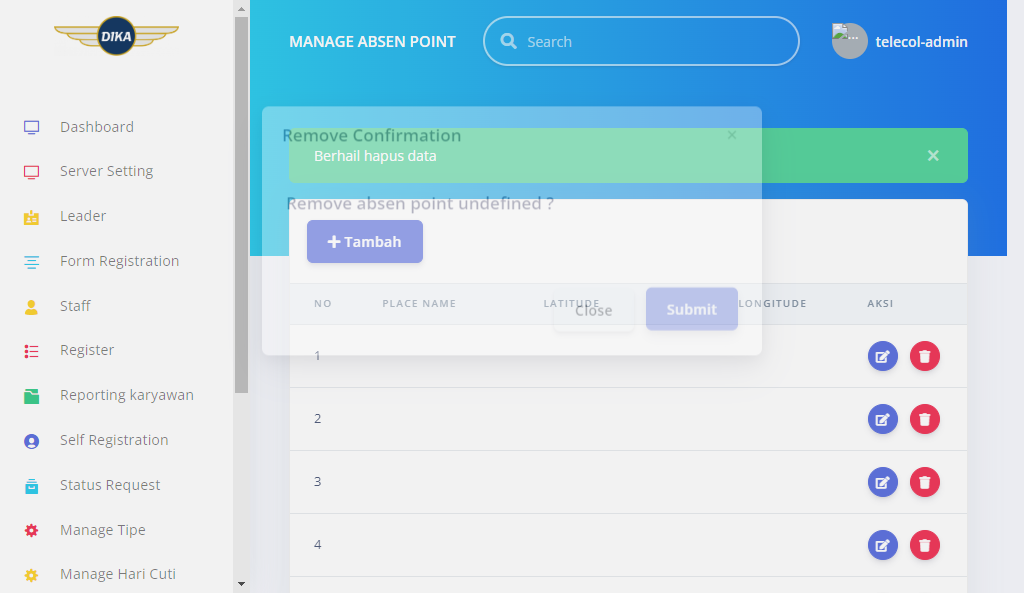 DIKA
Dashboard
Server Setting
Leader
Form Registration
Staff
Register
Reporting karyawan
Self Registration
Status Request
Manage Tipe
Manage Hari Cuti
MANAGE ABSEN POINT
Search
...
telecol-admin
Remove Confirmation
×
Berhail hapus data
×
Remove absen point undefined ?
Tambah
NO PLACE NAME LATITUDE LONGITUDE AKSI
Close
Submit
1
2
3
4